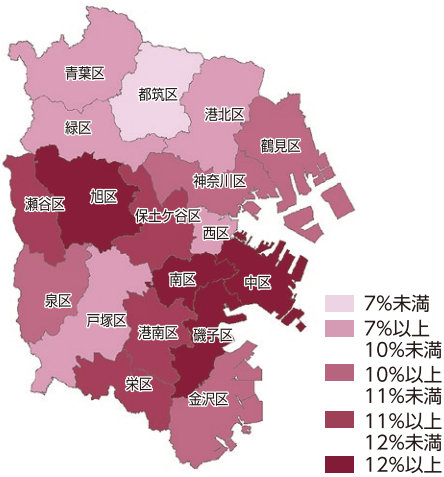 青葉区
都筑区
港北区
緑区
鶴見区
神奈川区
瀬谷区
旭区
保土ケ谷区
西区
南区
中区
泉区
戸塚区
港南区
磯子区
栄区
金沢区
7%未満
7%以上
10%未満
10%以上
11%未満
11%以上
12%未満
12%以上